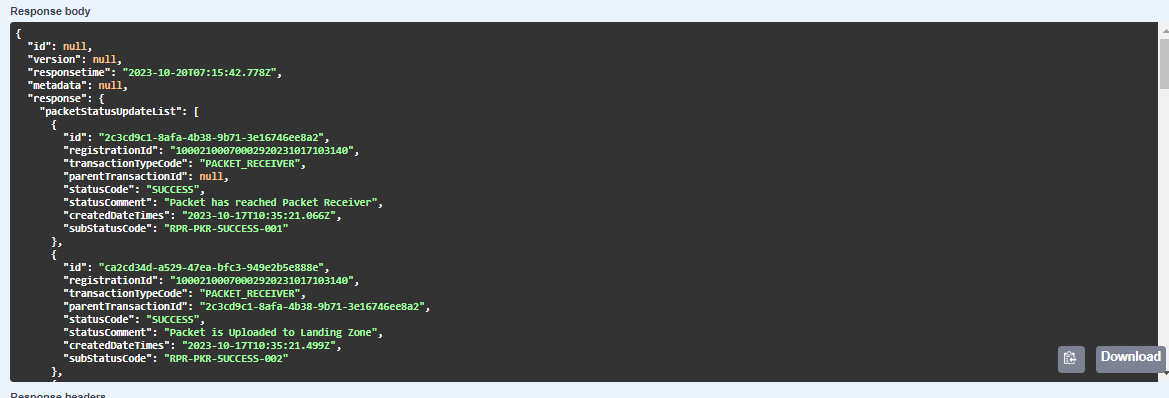 Response body
{
"id": null,
"version": null,
"responsetime": "2023-10-20T07:15:42.778Z",
"metadata": null,
"response": {
"packetStatusUpdateList": [
{
"id": "2c3cd9c1-8afa-4b38-9b71-3e16746ee8a2",
"registrationId": "10002100070002920231017103140",
"transactionTypeCode": "PACKET_RECEIVER",
"parentTransactionId": null,
"statusCode": "SUCCESS",
"statusComment": "Packet has reached Packet Receiver",
"createdDateTimes": "2023-10-17T10:35:21.066Z",
"subStatusCode": "RPR-PKR-SUCCESS-001"
},
{
"id": "ca2cd34d-a529-47ea-bfc3-949e2b5e888e",
"registrationId": "10002100070002920231017103140",
"transactionTypeCode": "PACKET_RECEIVER",
"parentTransactionId": "2c3cd9c1-8afa-4b38-9b71-3e16746ee8a2",
"statusCode": "SUCCESS",
"statusComment": "Packet is Uploaded to Landing Zone",
"createdDateTimes": "2023-10-17T10:35:21.499Z",
"subStatusCode": "RPR-PKR-SUCCESS-002"
},
Download
Response headers